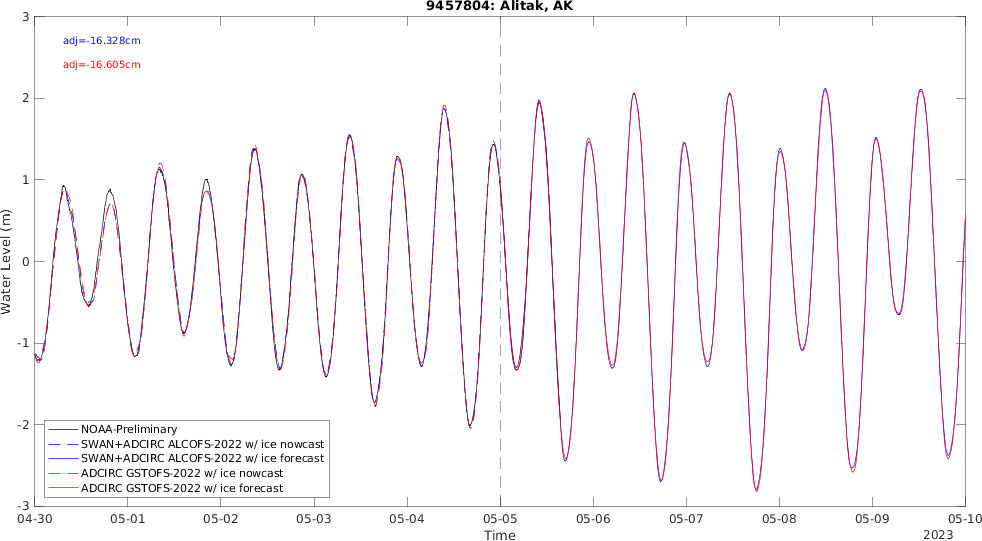 9457804: Alitak, AK
adj=-16.328cm
adj=-16.605cm
Water Level (m)
3
2
1
0
-1
-2
-3
NOAA-Preliminary
SWAN+ADCIRC ALCOFS-2022 w/ ice nowcast
SWAN+ADCIRC ALCOFS-2022 w/ ice forecast
ADCIRC GSTOFS-2022 w/ ice nowcast
ADCIRC GSTOFS-2022 w/ ice forecast
04-30 05-01 05-02 05-03 05-04 05-05 05-06 05-07 05-08 05-09 05-10
Time
2023